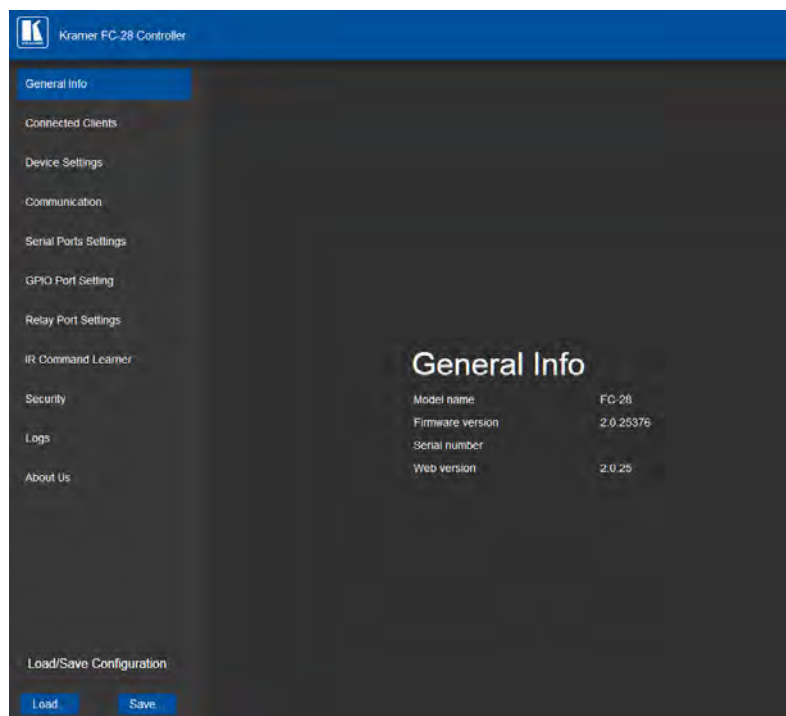 Kramer FC-28 Controller
General Info
Connected Clients
Device Settings
Communication
Serial Ports Settings
GPIO Port Setting
Relay Port Settings
IR Command Learner
Security
Logs
About Us
Load/Save Configuration
Load
Save
General Info
Model name FC-28
Firmware version 2.0.25376
Serial number
Web version 2.0.25